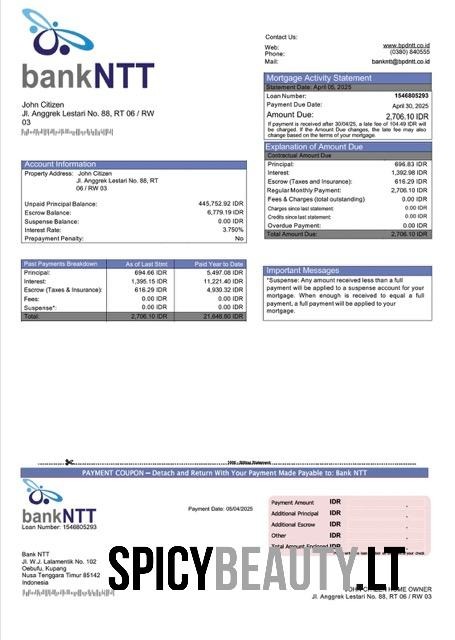 bankNTT
John Citizen
Jl. Anggrek Lestari No. 88, RT 06 / RW
03
Contact Us:
Web: www.bpdntt.co.id
Phone: (0380) 840555
Mail: bankntt@bpdntt.co.id
Mortgage Activity Statement
Statement Date: April 05, 2025
Loan Number: 1546805293
Payment Due Date: April 30, 2025
Amount Due: 2,706.10 IDR
If payment is received after 30/04/25, a late fee of 104.49 IDR will
be charged. If the Amount Due changes, the late fee may also
change based on the terms of your mortgage.
Explanation of Amount Due
Contractual Amount Due
Principal: 696.83 IDR
Interest: 1,392.98 IDR
Escrow (Taxes and Insurance): 616.29 IDR
Regular Monthly Payment: 2,706.10 IDR
Fees & Charges (total outstanding) 0.00 IDR
Charges since last statement: 0.00 IDR
Credits since last statement: 0.00 IDR
Overdue Payment: 0.00 IDR
Total Amount Due: 2,706.10 IDR
Account Information
Property Address: John Citizen
Jl. Anggrek Lestari No. 88, RT
06 / RW 03
Unpaid Principal Balance: 445,752.92 IDR
Escrow Balance: 6,779.19 IDR
Suspense Balance: 0.00 IDR
Interest Rate: 3.750%
Prepayment Penalty: No
Past Payments Breakdown As of Last Stmt Paid Year to Date
Principal: 694.66 IDR 5,497.08 IDR
Interest: 1,395.15 IDR 11,221.40 IDR
Escrow (Taxes & Insurance): 616.29 IDR 4,930.32 IDR
Fees: 0.00 IDR 0.00 IDR
Suspense*: 0.00 IDR 0.00 IDR
Total: 2,706.10 IDR 21,648.80 IDR
Important Messages
*Suspense: Any amount received less than a full
payment will be applied to a suspense account for your
mortgage. When enough is received to equal a full
payment, a full payment will be applied to your
mortgage.
PAYMENT COUPON – Detach and Return With Your Payment Made Payable to: Bank NTT
bankNTT
Loan Number: 1546805293
Payment Date: 05/04/2025
Payment Amount IDR .
Additional Principal IDR .
Additional Escrow IDR .
Other IDR .
Total Amount Enclosed IDR
Bank NTT
Jl. W.J. Lalamentik No. 102
Oebufu, Kupang
Nusa Tenggara Timur 85142
Indonesia
SPICYBEAUTY.LT
JOHN CITIZEN HOME OWNER
Jl. Anggrek Lestari No. 88, RT 06 / RW 03